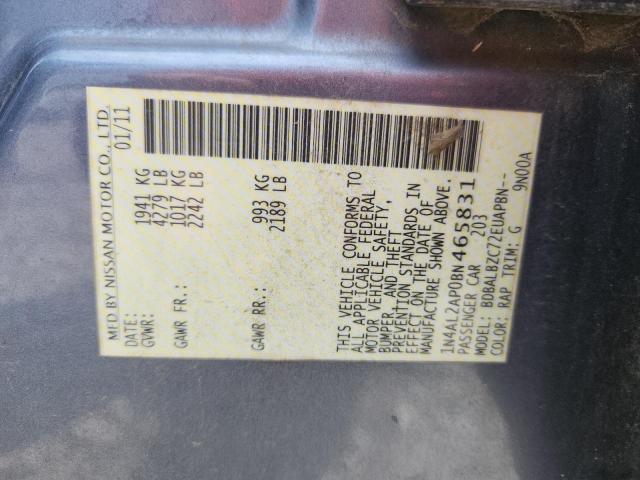 MFD BY NISSAN MOTOR CO., LTD.
DATE: 01/11
GVWR: 1941 KG
4279 LB
GAWR FR: 1017 KG
2242 LB
GAWR RR: 993 KG
2189 LB
THIS VEHICLE CONFORMS TO
ALL APPLICABLE FEDERAL
MOTOR VEHICLE SAFETY,
BUMPER, AND THEFT
PREVENTION STANDARDS IN
EFFECT ON THE DATE OF
MANUFACTURE SHOWN ABOVE.
1N4AL2AP0BN465831
PASSENGER CAR 203
MODEL: BDBALBZC72EUAPBN--
COLOR: RAP TRIM: G 9N00A